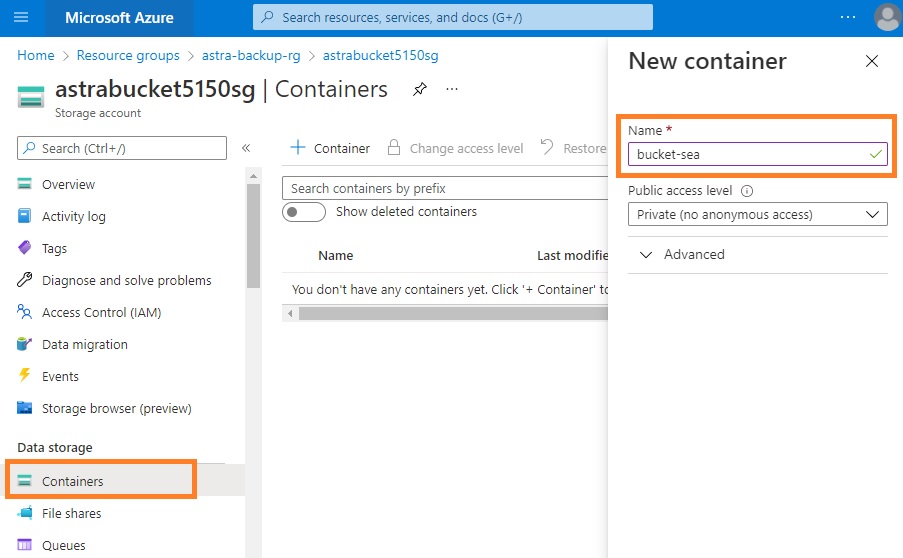 Microsoft Azure
Search resources, services, and docs (G+/)
Home > Resource groups > astra-backup-rg > astrabucket5150sg
astrabucket5150sg | Containers
Storage account
Search (Ctrl+/)
Overview
Activity log
Tags
Diagnose and solve problems
Access Control (IAM)
Data migration
Events
Storage browser (preview)
Data storage
Containers
File shares
Queues
+ Container
Change access level
Restore
Search containers by prefix
Show deleted containers
Name
Last modifie
You don't have any containers yet. Click '+ Container' to
New container
Name *
bucket-sea
Public access level
Private (no anonymous access)
Advanced